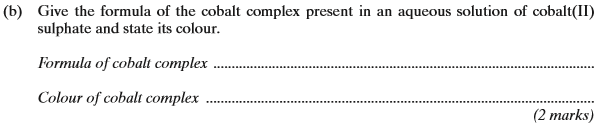 (b) Give the formula of the cobalt complex present in an aqueous solution of cobalt(II)
sulphate and state its colour.
Formula of cobalt complex ....................................................................................................
Colour of cobalt complex ......................................................................................................
(2 marks)